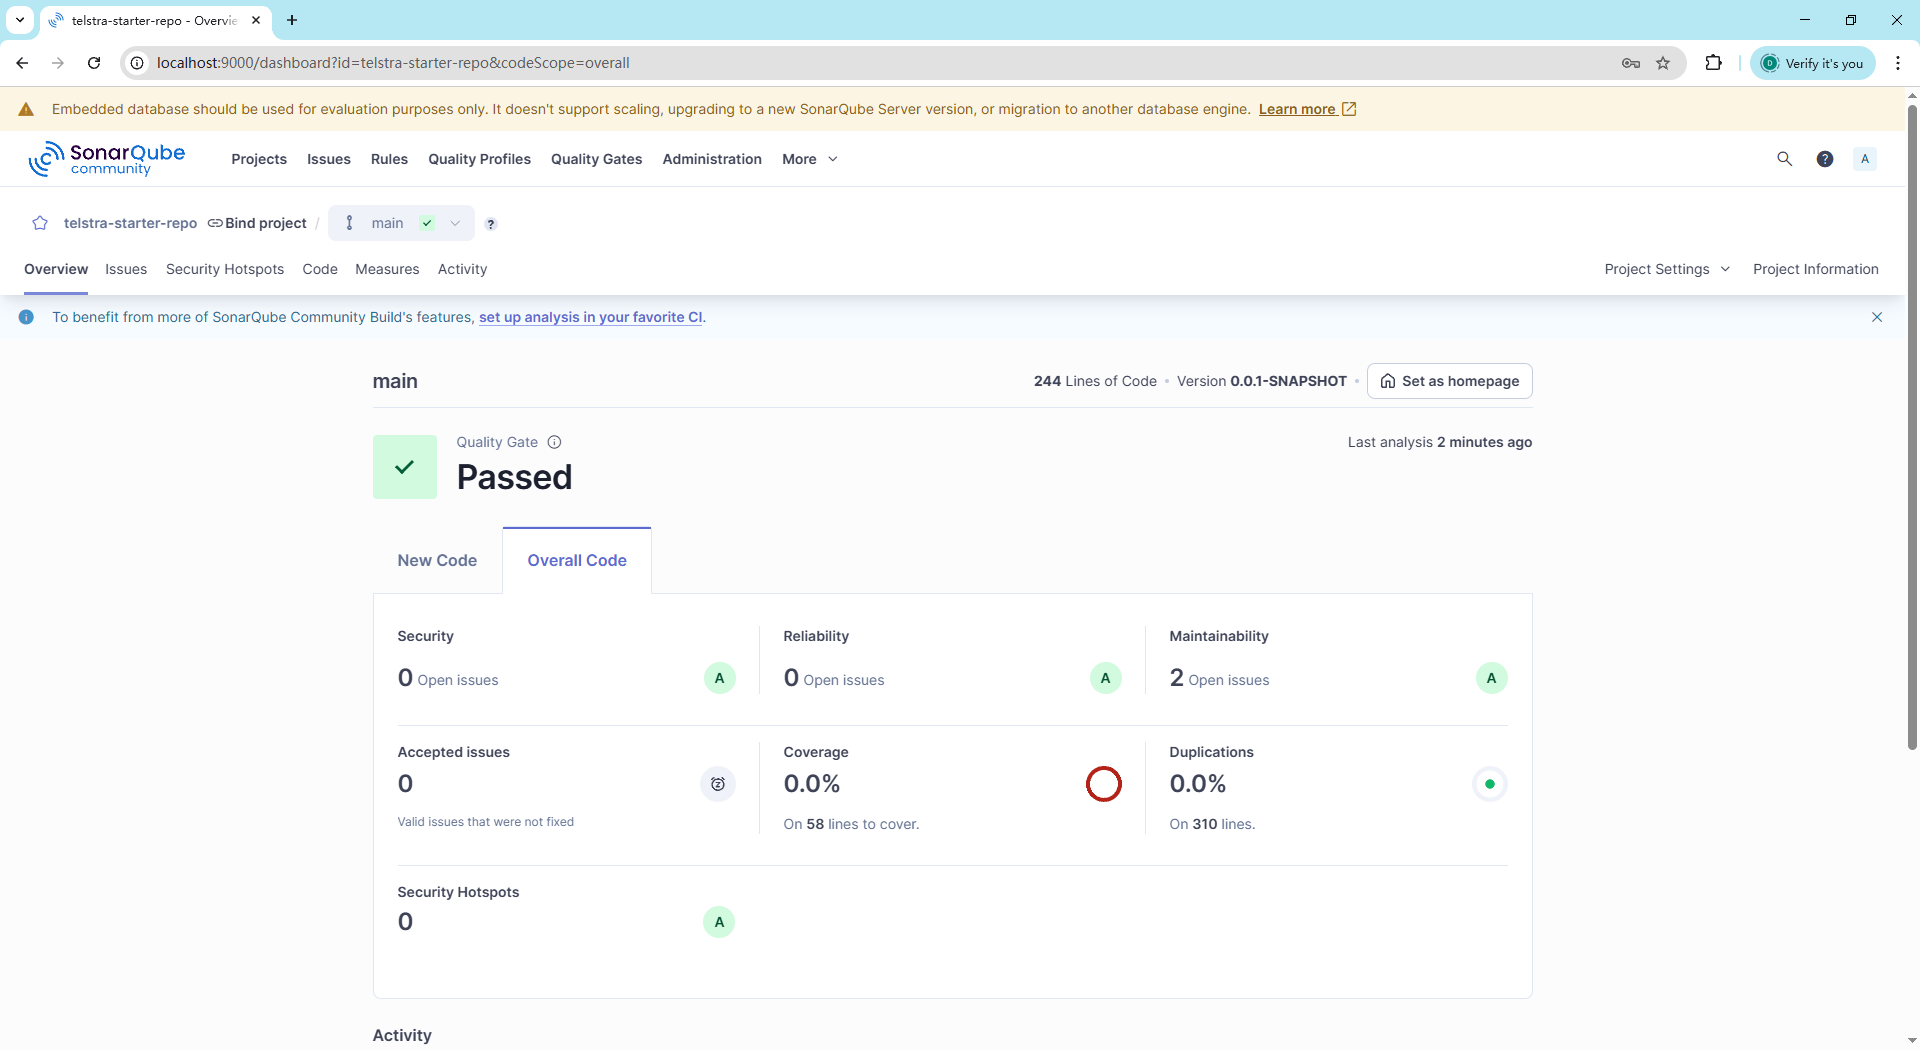 telstra-starter-repo - Overvie
localhost:9000/dashboard?id=telstra-starter-repo&codeScope=overall
D Verify it's you
Embedded database should be used for evaluation purposes only. It doesn't support scaling, upgrading to a new SonarQube Server version, or migration to another database engine. Learn more
SonarQube
community
Projects Issues Rules Quality Profiles Quality Gates Administration More
? A
telstra-starter-repo Bind project / main ?
Overview Issues Security Hotspots Code Measures Activity
Project Settings Project Information
To benefit from more of SonarQube Community Build's features, set up analysis in your favorite CI.
main
244 Lines of Code • Version 0.0.1-SNAPSHOT • Set as homepage
Quality Gate
Passed
Last analysis 2 minutes ago
New Code Overall Code
Security
0 Open issues A
Reliability
0 Open issues A
Maintainability
2 Open issues A
Accepted issues
0
Valid issues that were not fixed
Coverage
0.0%
On 58 lines to cover.
Duplications
0.0%
On 310 lines.
Security Hotspots
0 A
Activity